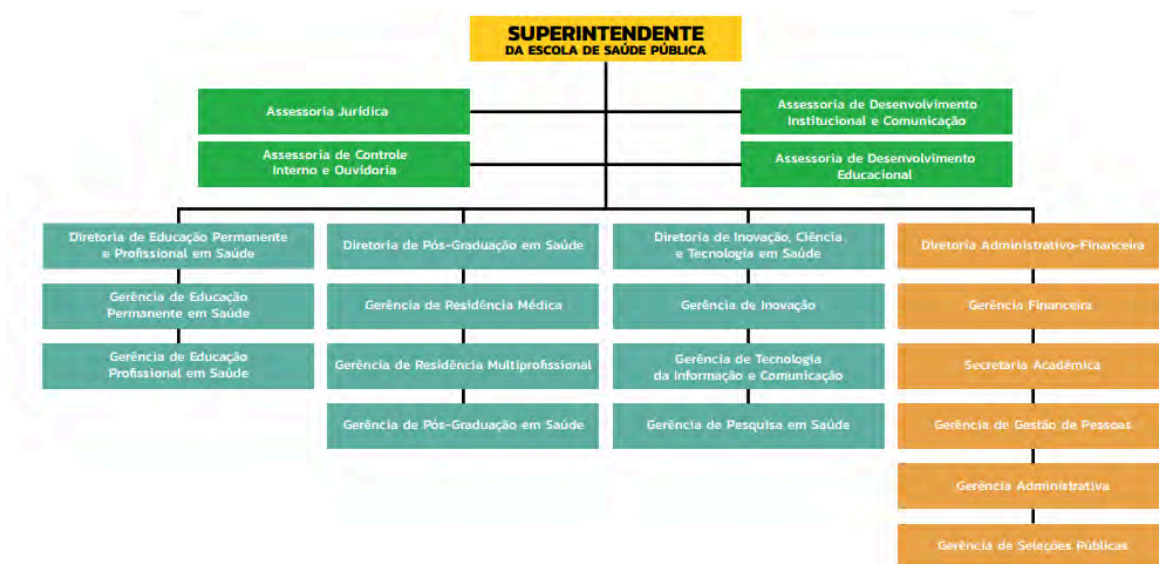 SUPERINTENDENTE
DA ESCOLA DE SAÚDE PÚBLICA
Assessoria Jurídica
Assessoria de Desenvolvimento
Institucional e Comunicação
Assessoria de Controle
Interno e Ouvidoria
Assessoria de Desenvolvimento
Educacional
Diretoria de Educação Permanente
e Profissional em Saúde
Gerência de Educação
Permanente em Saúde
Gerência de Educação
Profissional em Saúde
Diretoria de Pós-Graduação em Saúde
Gerência de Residência Médica
Gerência de Residência Multiprofissional
Gerência de Pós-Graduação em Saúde
Diretoria de Inovação, Ciência
e Tecnologia em Saúde
Gerência de Inovação
Gerência de Tecnologia
da Informação e Comunicação
Gerência de Pesquisa em Saúde
Diretoria Administrativo-Financeira
Gerência Financeira
Secretaria Acadêmica
Gerência de Gestão de Pessoas
Gerência Administrativa
Gerência de Seleções Públicas